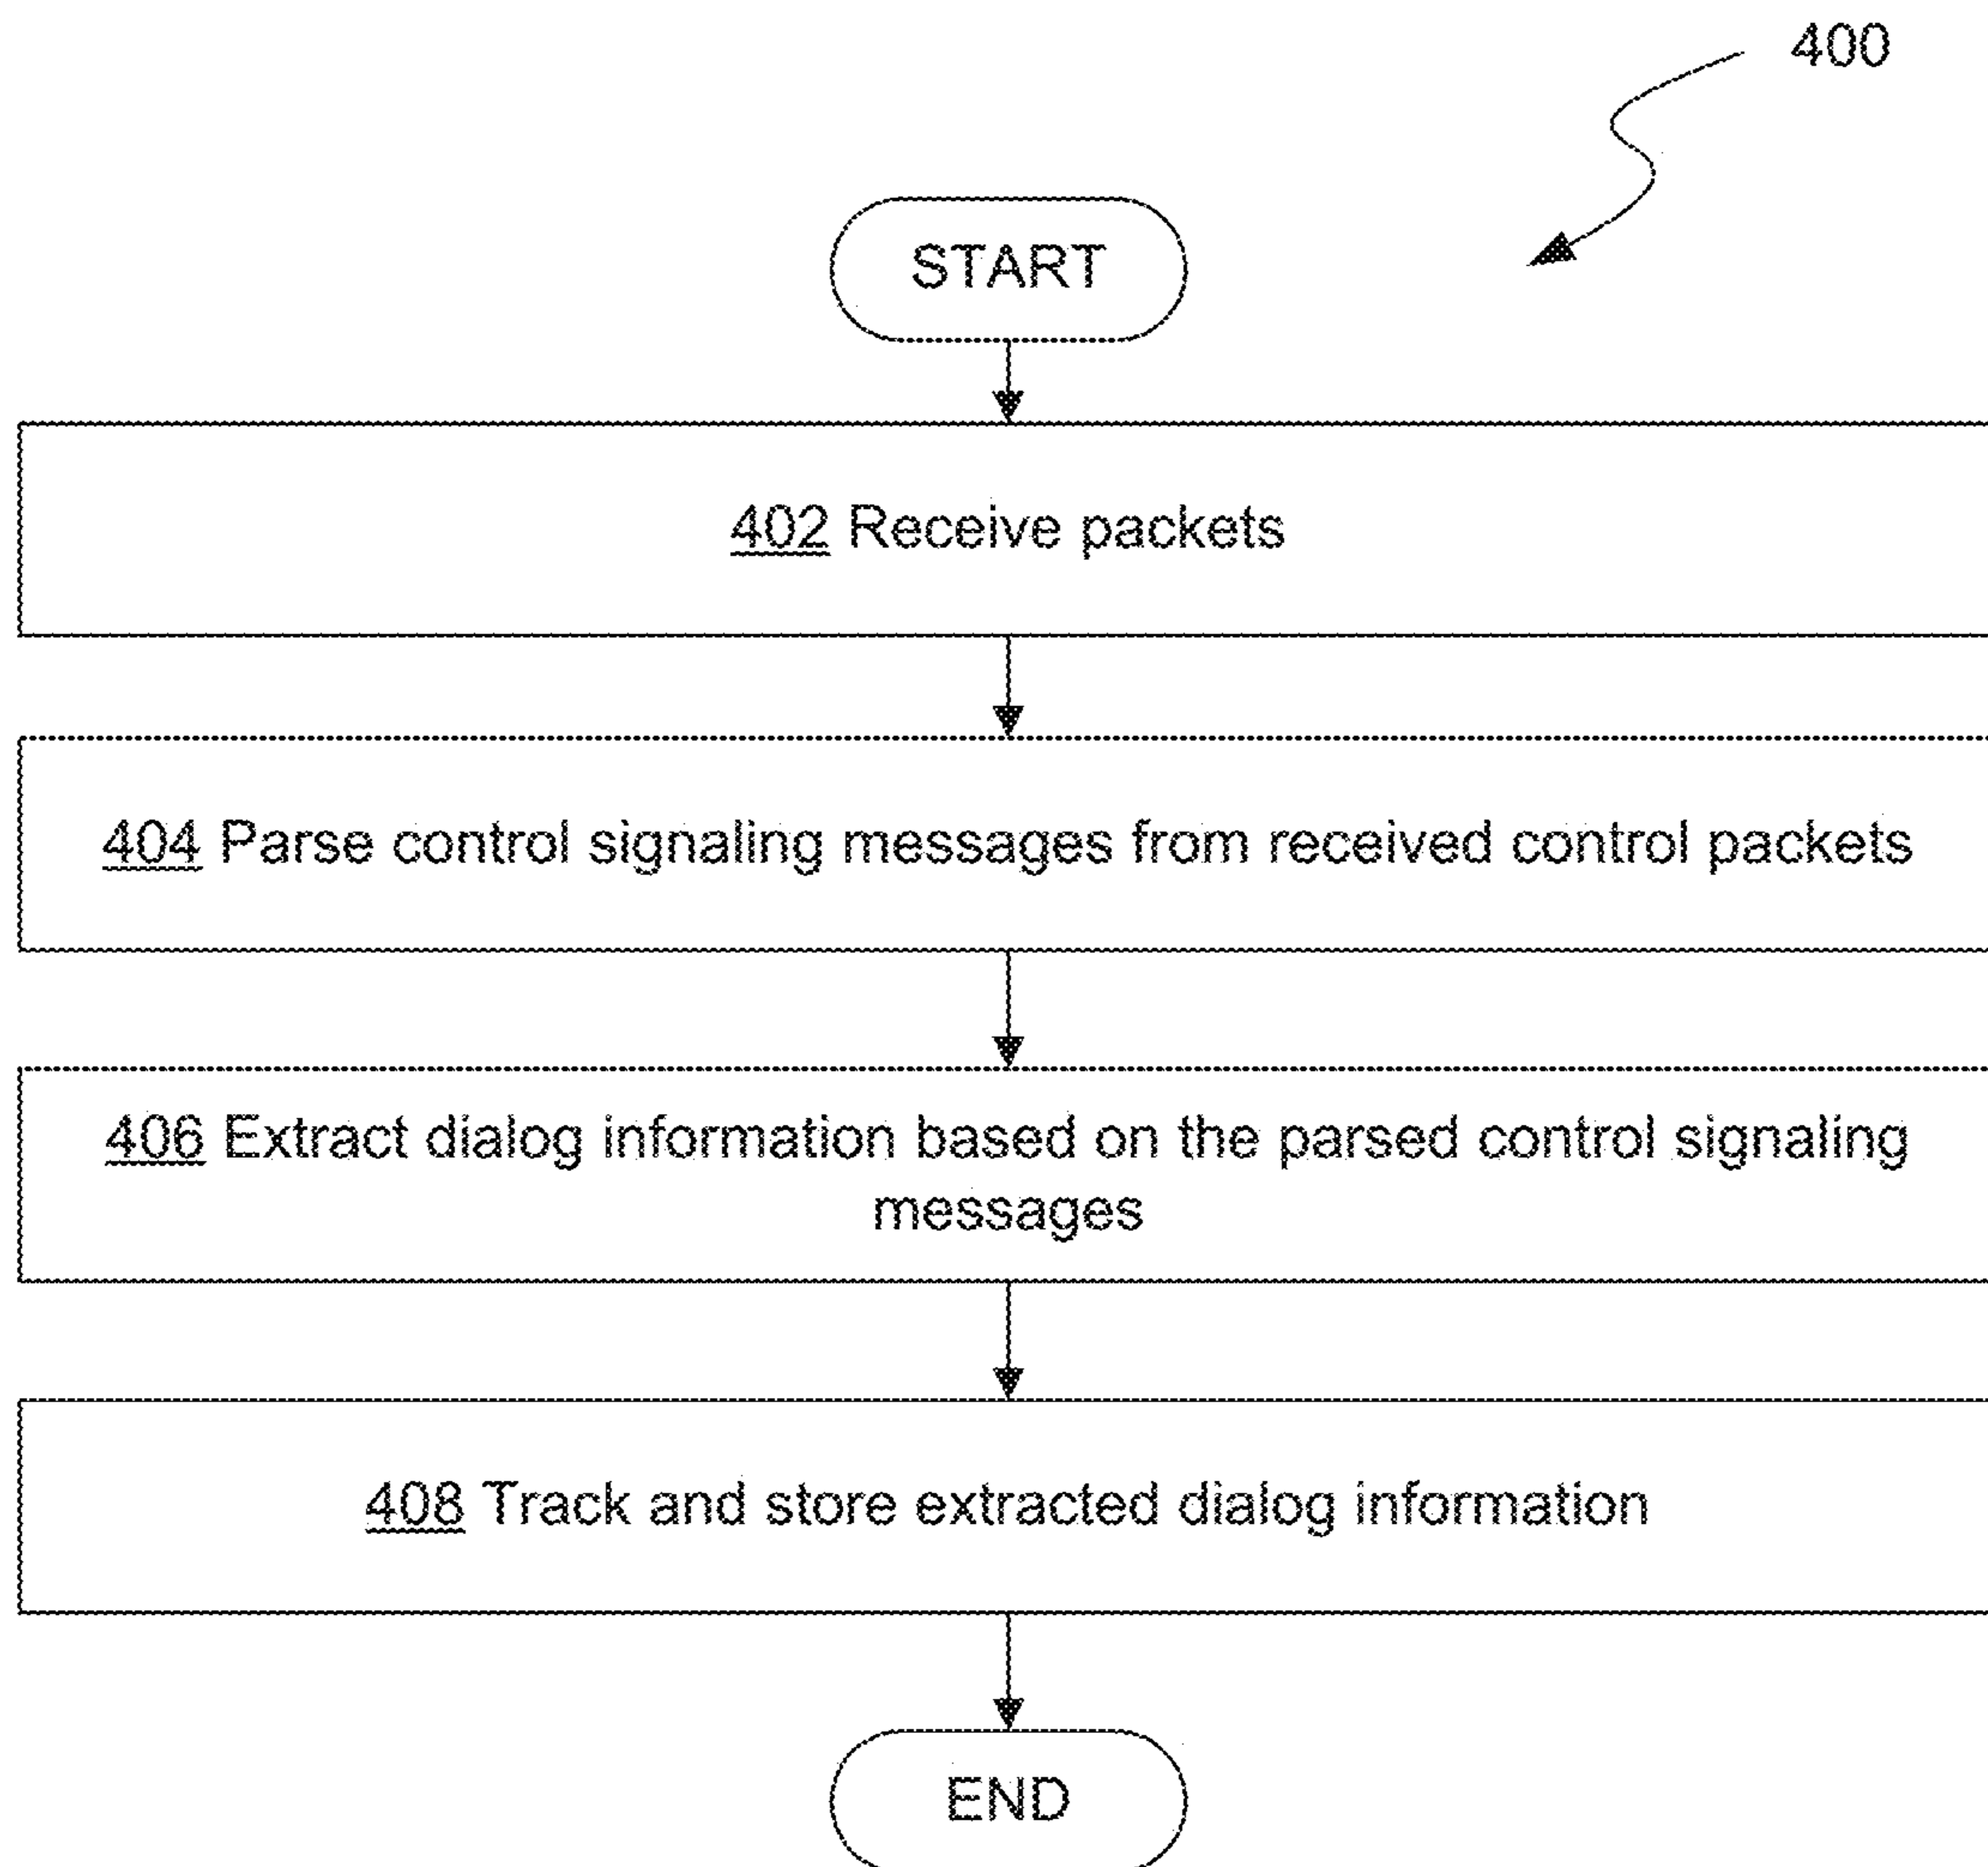 400
START
402 Receive packets
404 Parse control signaling messages from received control packets
406 Extract dialog information based on the parsed control signaling
messages
408 Track and store extracted dialog information
END